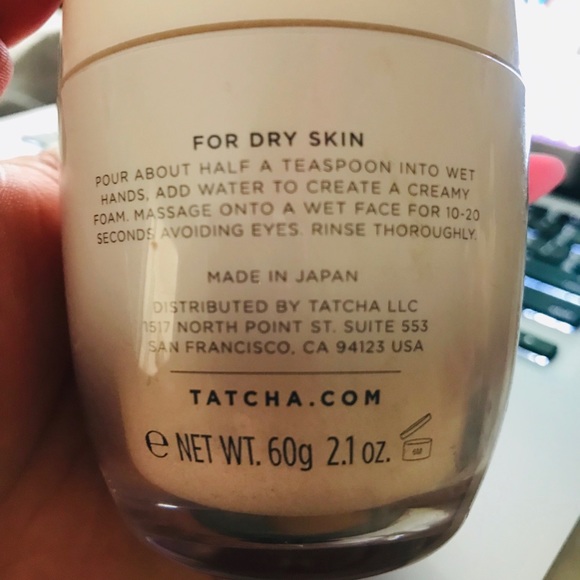 FOR DRY SKIN
POUR ABOUT HALF A TEASPOON INTO WET
HANDS, ADD WATER TO CREATE A CREAMY
FOAM. MASSAGE ONTO A WET FACE FOR 10-20
SECONDS AVOIDING EYES. RINSE THOROUGHLY.
MADE IN JAPAN
DISTRIBUTED BY TATCHA LLC
1517 NORTH POINT ST. SUITE 553
SAN FRANCISCO, CA 94123 USA
TATCHA.COM
℮ NET WT. 60g 2.1 oz.